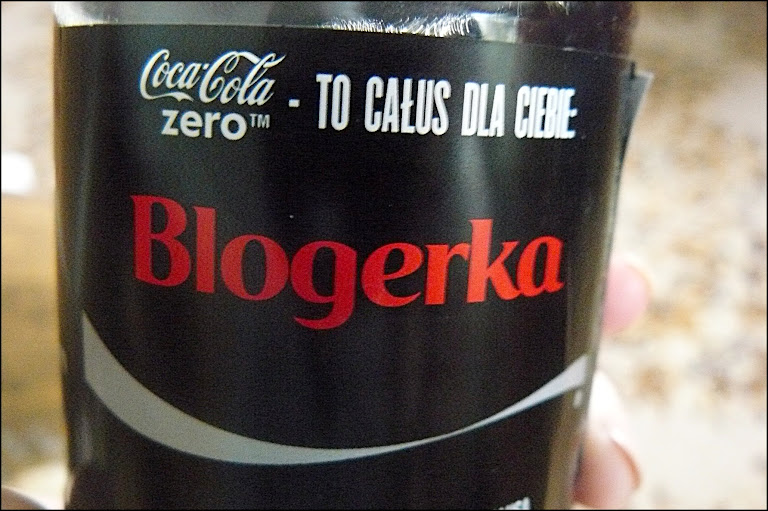 Coca-Cola
zero™ - TO CAŁUS DLA CIEBIE:
Blogerka